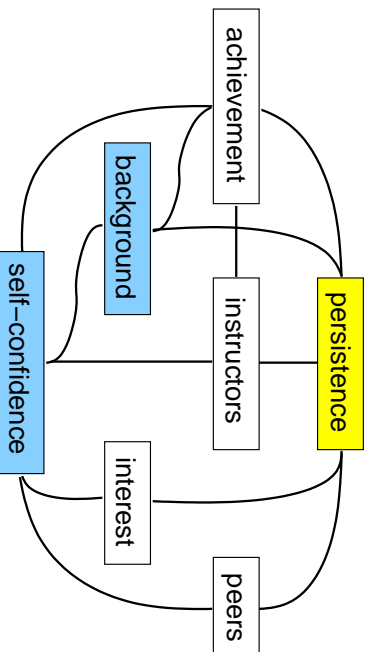 persistence
achievement
instructors
peers
background
interest
self−confidence